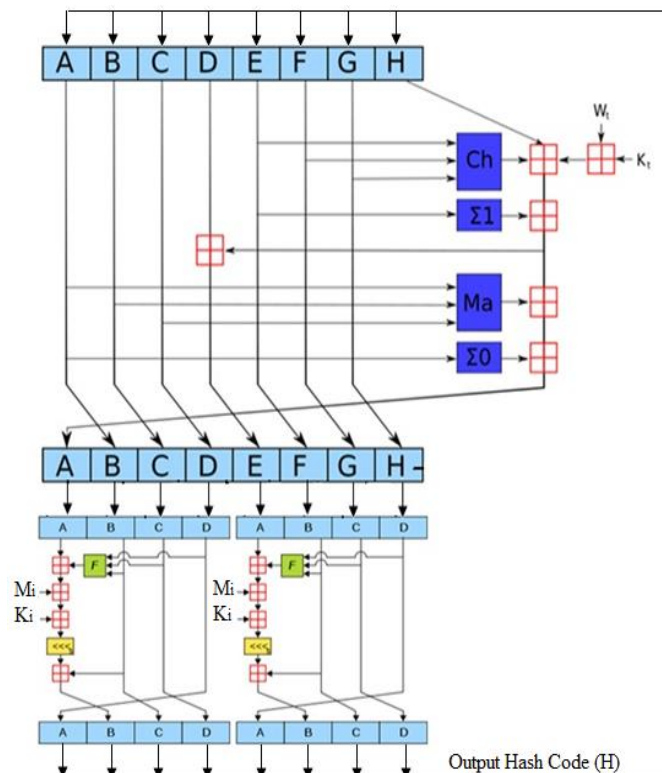 A B C D E F G H
Wt
Ch
Kt
Σ1
Ma
Σ0
A B C D E F G H
A B C D A B C D
F F
Mi Mi
Ki Ki
<<<s <<<s
A B C D A B C D
Output Hash Code (H)